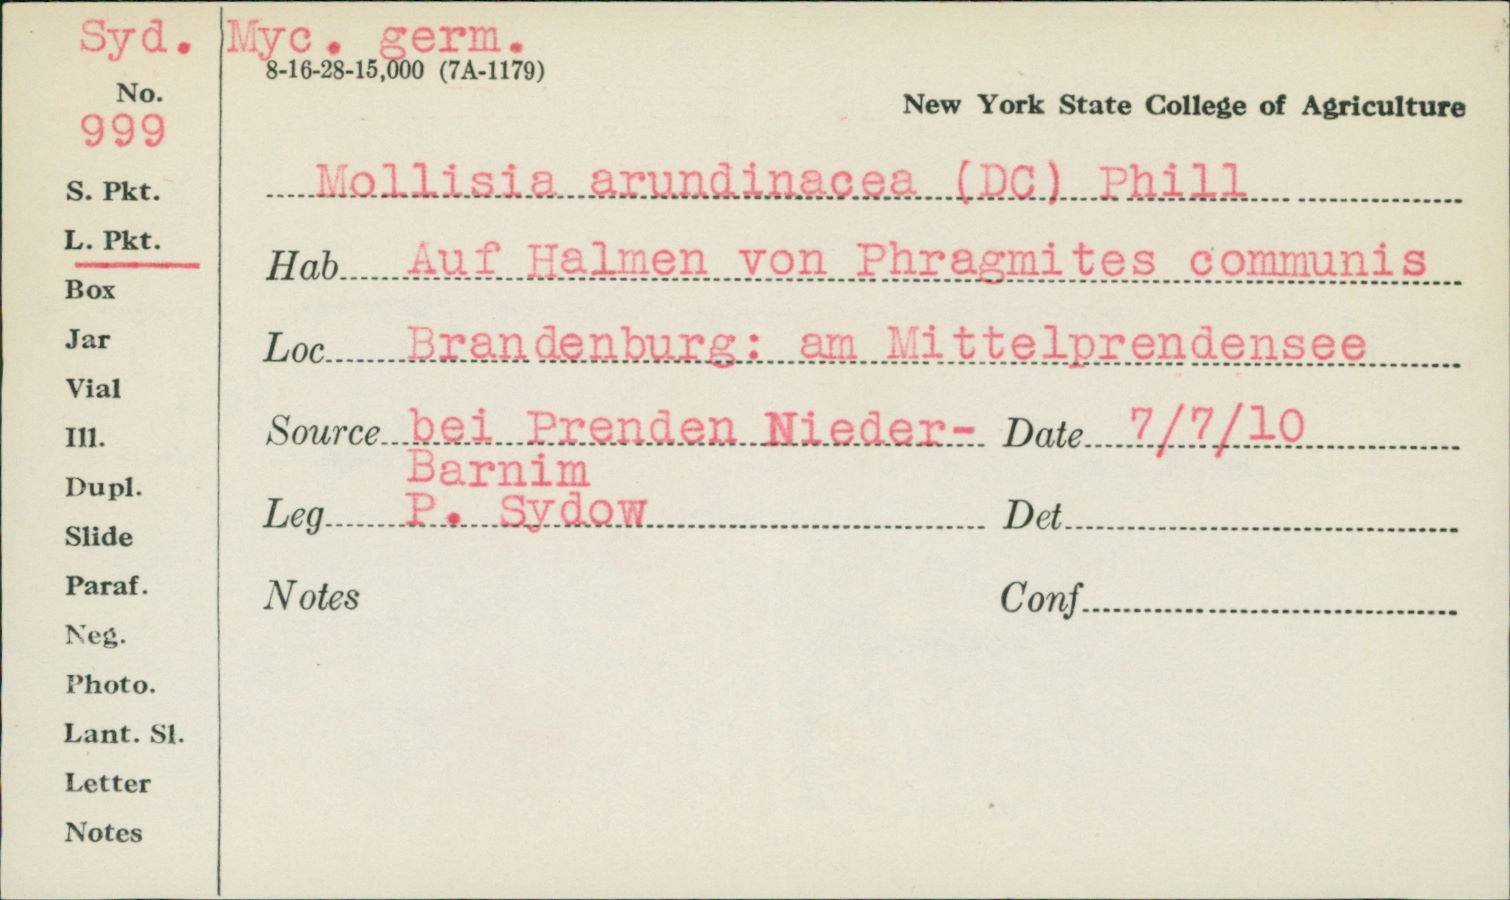 Syd. Myc. germ.
8-16-28-15,000 (7A-1179)
No.
999
New York State College of Agriculture
S. Pkt.
Mollisia arundinacea (DC) Phill
L. Pkt.
Hab Auf Halmen von Phragmites communis
Box
Jar
Loc Brandenburg: am Mittelprendensee
Vial
Ill.
Source bei Prenden Nieder- Date 7/7/10
Barnim
Dupl.
Leg P. Sydow Det
Slide
Paraf.
Notes Conf
Neg.
Photo.
Lant. Sl.
Letter
Notes